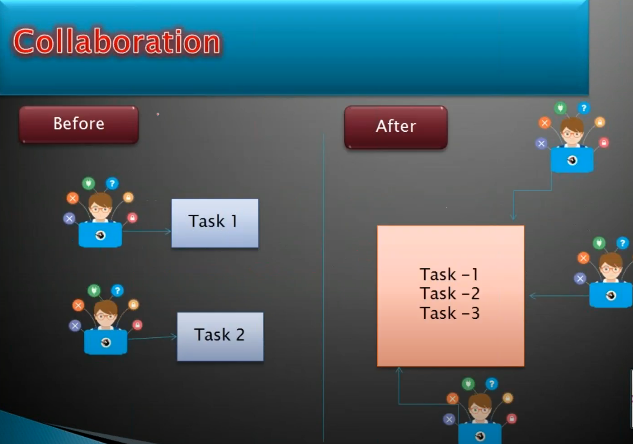 Collaboration
Before
After
Task 1
Task 2
Task –1
Task –2
Task –3